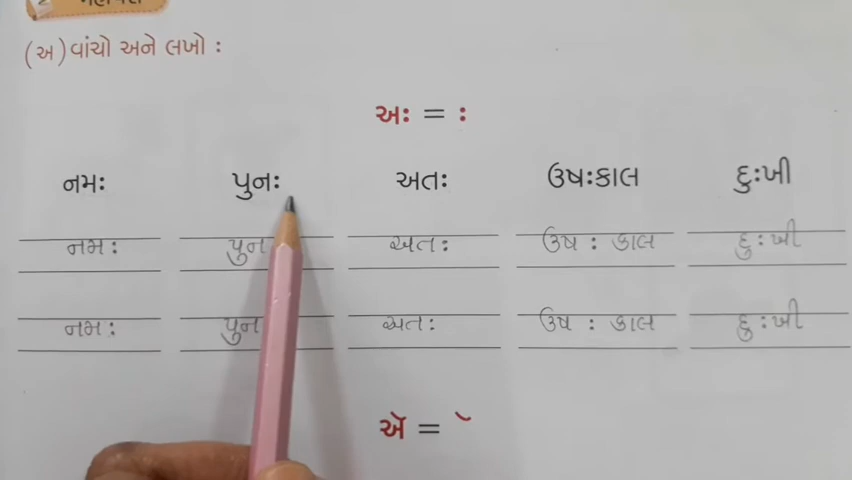 (અ) વાંચો અને લખો :
અઃ = ઃ
નમઃ પુનઃ અતઃ ઉષઃકાલ દુઃખી
નમઃ પુન અતઃ ઉષ : કાલ દુઃખી
નમઃ પુન અતઃ ઉષ : કાલ દુઃખી
ઍ = ૅ